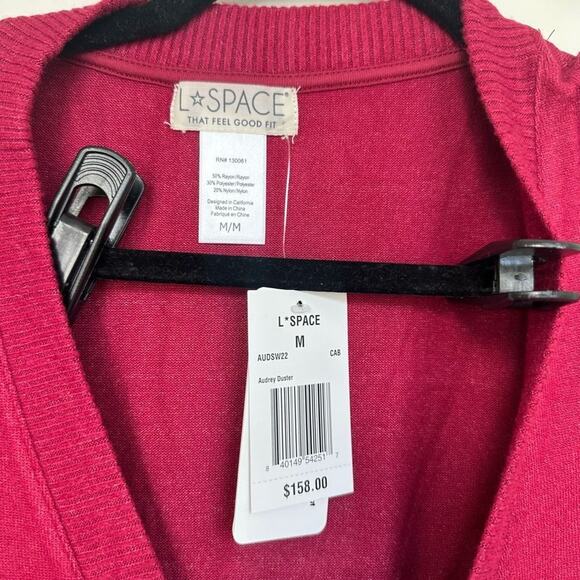 L☆SPACE®
THAT FEEL GOOD FIT
RN# 130061
50% Rayon/Rayon
30% Polyester/Polyester
20% Nylon/Nylon
Designed in California
Made in China
Fabriqué en China
M/M
L*SPACE
M
AUDSW22 CAB
Audrey Duster
8 40149 54251 7
$158.00